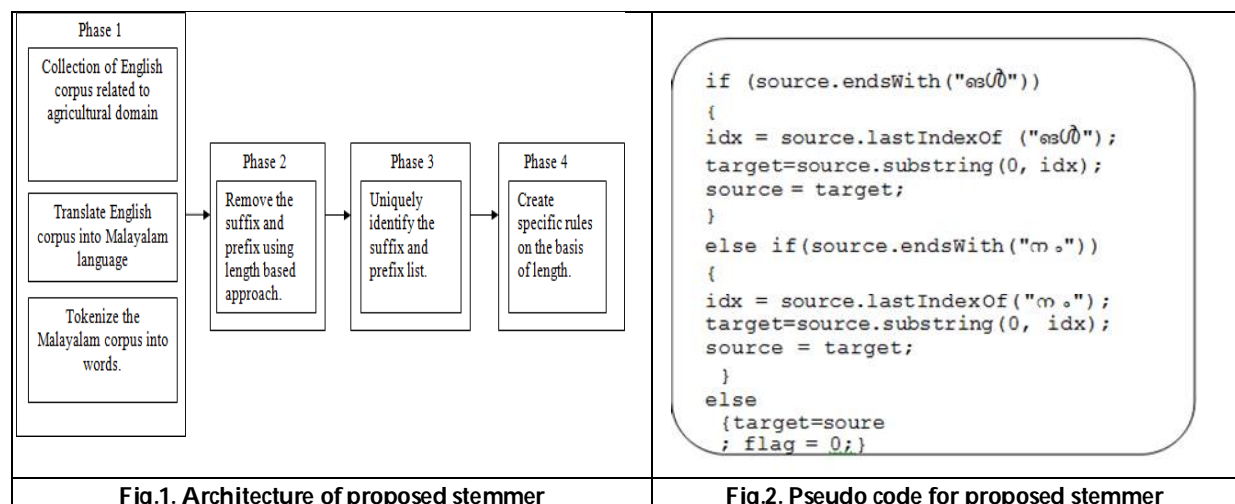 Phase 1
Collection of English
corpus related to
agricultural domain
Translate English
corpus into Malayalam
language
Tokenize the
Malayalam corpus into
words.
Phase 2
Remove the
suffix and
prefix using
length based
approach.
Phase 3
Uniquely
identify the
suffix and
prefix list.
Phase 4
Create
specific rules
on the basis
of length.
Fig.1. Architecture of proposed stemmer
if (source.endsWith("ങൾ"))
{
idx = source.lastIndexOf ("ങൾ");
target=source.substring(0, idx);
source = target;
}
else if(source.endsWith("ന ം"))
{
idx = source.lastIndexOf("ന ം");
target=source.substring(0, idx);
source = target;
}
else
{target=soure
; flag = 0;}
Fig.2. Pseudo code for proposed stemmer